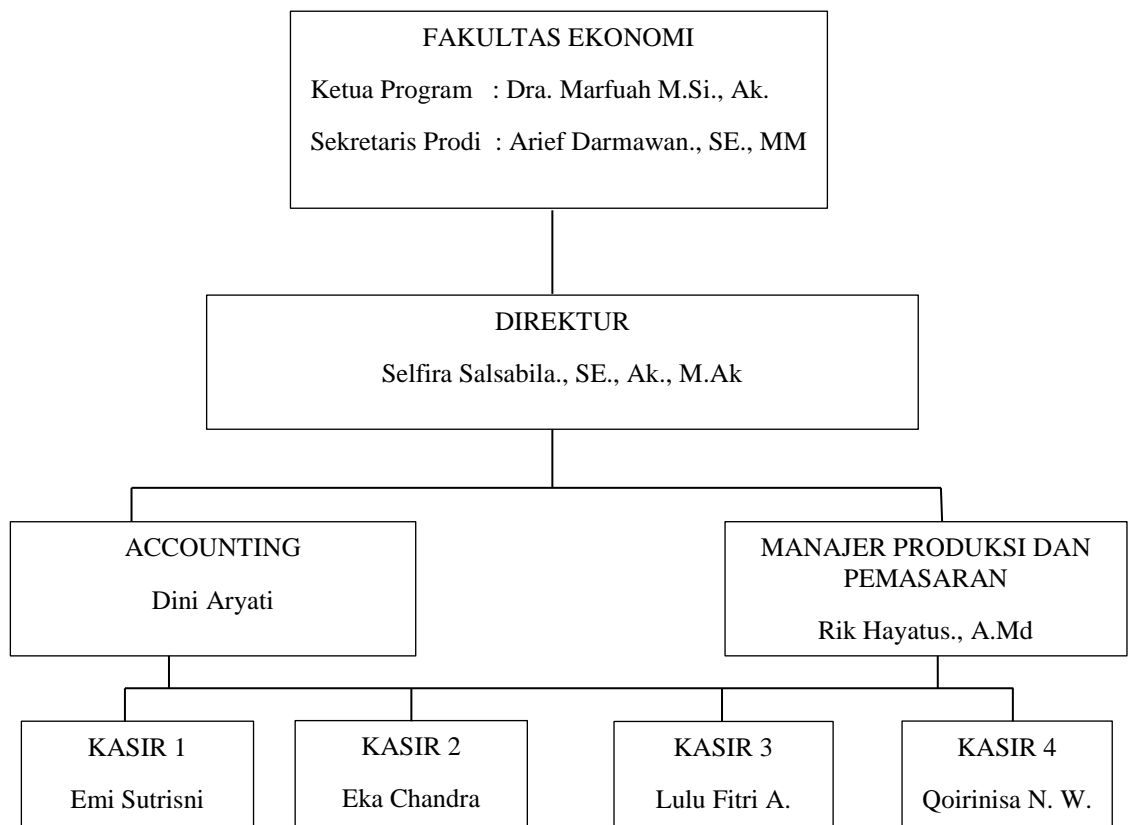 FAKULTAS EKONOMI
Ketua Program : Dra. Marfuah M.Si., Ak.
Sekretaris Prodi : Arief Darmawan., SE., MM
DIREKTUR
Selfira Salsabila., SE., Ak., M.Ak
ACCOUNTING
Dini Aryati
MANAJER PRODUKSI DAN
PEMASARAN
Rik Hayatus., A.Md
KASIR 1
Emi Sutrisni
KASIR 2
Eka Chandra
KASIR 3
Lulu Fitri A.
KASIR 4
Qoirinisa N. W.